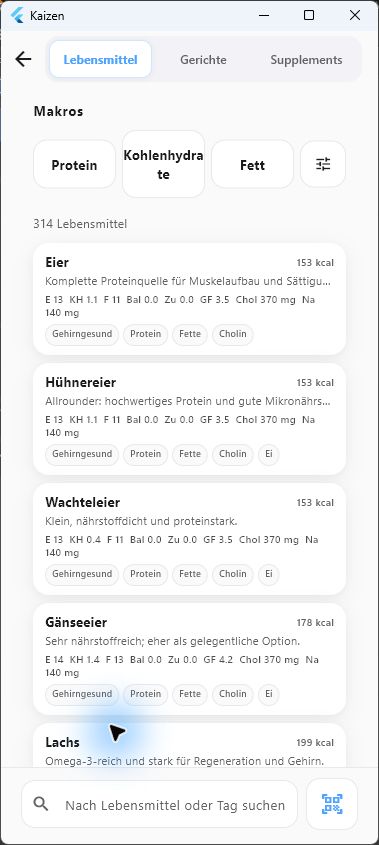 Kaizen
Lebensmittel Gerichte Supplements
Makros
Protein Kohlenhydra
te Fett
314 Lebensmittel
Eier 153 kcal
Komplette Proteinquelle für Muskelaufbau und Sättigu...
E 13 KH 1.1 F 11 Bal 0.0 Zu 0.0 GF 3.5 Chol 370 mg Na
140 mg
Gehirngesund Protein Fette Cholin
Hühnereier 153 kcal
Allrounder: hochwertiges Protein und gute Mikronährs...
E 13 KH 1.1 F 11 Bal 0.0 Zu 0.0 GF 3.5 Chol 370 mg Na
140 mg
Gehirngesund Protein Fette Cholin Ei
Wachteleier 153 kcal
Klein, nährstoffdicht und proteinstark.
E 13 KH 0.4 F 11 Bal 0.0 Zu 0.0 GF 3.5 Chol 370 mg Na
140 mg
Gehirngesund Protein Fette Cholin Ei
Gänseeier 178 kcal
Sehr nährstoffreich; eher als gelegentliche Option.
E 14 KH 1.4 F 13 Bal 0.0 Zu 0.0 GF 4.2 Chol 370 mg Na
140 mg
Gehirngesund Protein Fette Cholin Ei
Lachs 199 kcal
Omega-3-reich und stark für Regeneration und Gehirn.
Nach Lebensmittel oder Tag suchen